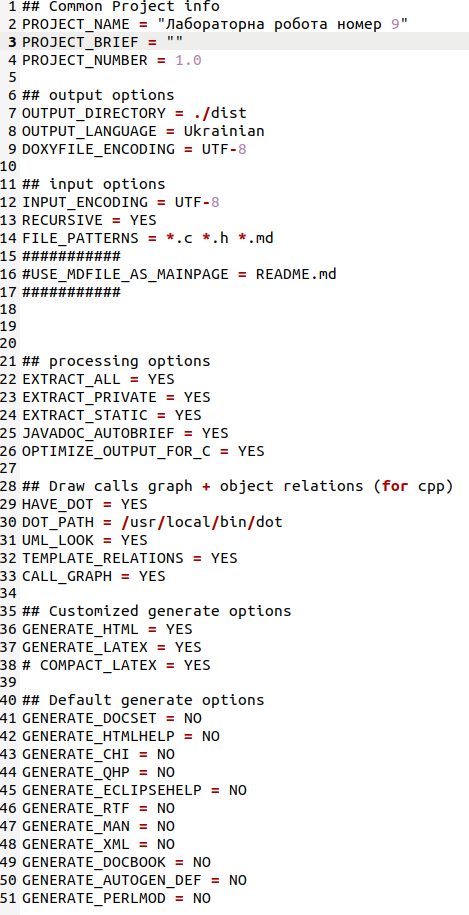 1 ## Common Project info
2 PROJECT_NAME = "Лабораторна робота номер 9"
3 PROJECT_BRIEF = ""
4 PROJECT_NUMBER = 1.0
5
6 ## output options
7 OUTPUT_DIRECTORY = ./dist
8 OUTPUT_LANGUAGE = Ukrainian
9 DOXYFILE_ENCODING = UTF-8
10
11 ## input options
12 INPUT_ENCODING = UTF-8
13 RECURSIVE = YES
14 FILE_PATTERNS = *.c *.h *.md
15 ###########
16 #USE_MDFILE_AS_MAINPAGE = README.md
17 ###########
18
19
20
21 ## processing options
22 EXTRACT_ALL = YES
23 EXTRACT_PRIVATE = YES
24 EXTRACT_STATIC = YES
25 JAVADOC_AUTOBRIEF = YES
26 OPTIMIZE_OUTPUT_FOR_C = YES
27
28 ## Draw calls graph + object relations (for cpp)
29 HAVE_DOT = YES
30 DOT_PATH = /usr/local/bin/dot
31 UML_LOOK = YES
32 TEMPLATE_RELATIONS = YES
33 CALL_GRAPH = YES
34
35 ## Customized generate options
36 GENERATE_HTML = YES
37 GENERATE_LATEX = YES
38 # COMPACT_LATEX = YES
39
40 ## Default generate options
41 GENERATE_DOCSET = NO
42 GENERATE_HTMLHELP = NO
43 GENERATE_CHI = NO
44 GENERATE_QHP = NO
45 GENERATE_ECLIPSEHELP = NO
46 GENERATE_RTF = NO
47 GENERATE_MAN = NO
48 GENERATE_XML = NO
49 GENERATE_DOCBOOK = NO
50 GENERATE_AUTOGEN_DEF = NO
51 GENERATE_PERLMOD = NO